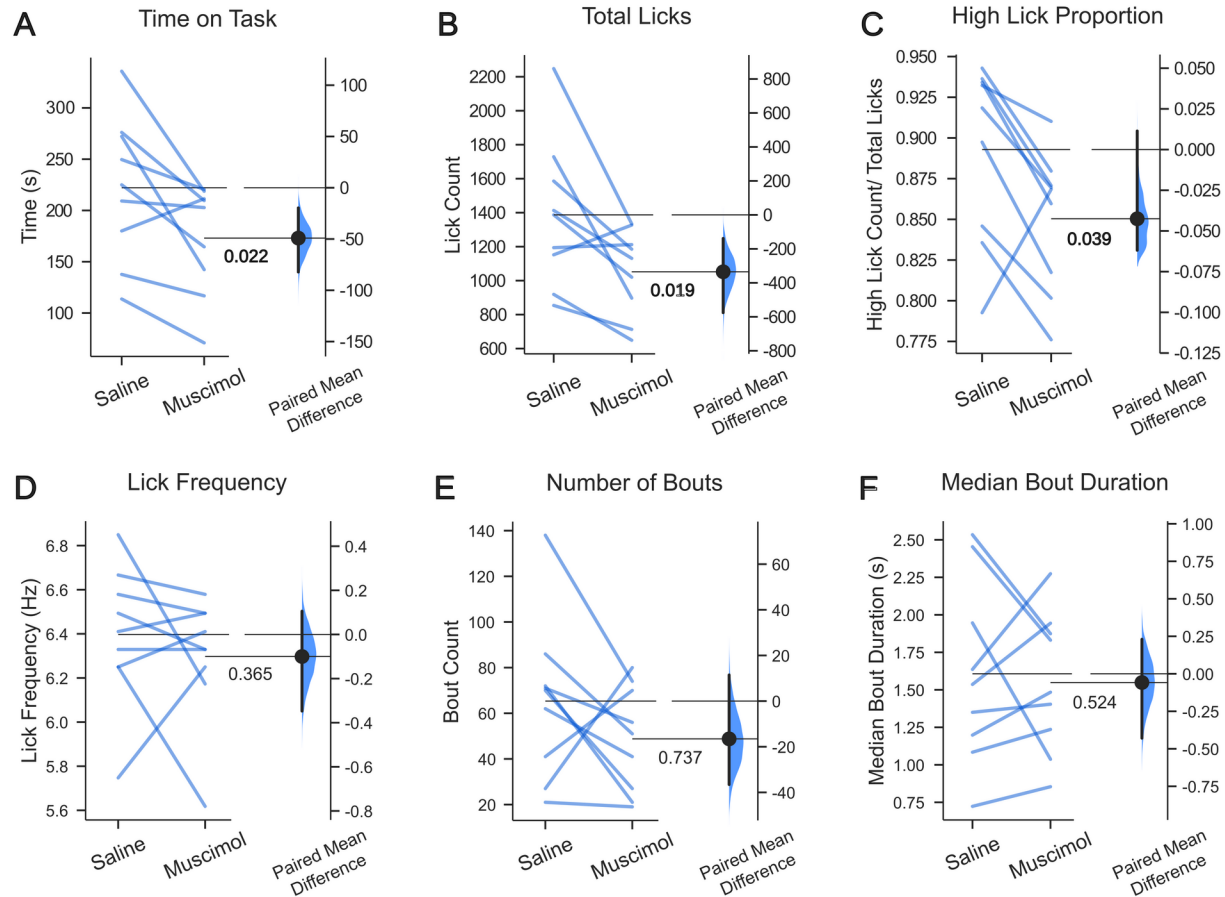 A
Time on Task
Time (s)
300
250
200
150
100
100
50
0
-50
-100
-150
0.022
Saline
Muscimol
Paired Mean
Difference
B
Total Licks
Lick Count
2200
2000
1800
1600
1400
1200
1000
800
600
800
600
400
200
0
-200
-400
-600
-800
0.019
Saline
Muscimol
Paired Mean
Difference
C
High Lick Proportion
High Lick Count/ Total Licks
0.950
0.925
0.900
0.875
0.850
0.825
0.800
0.775
0.050
0.025
0.000
-0.025
-0.050
-0.075
-0.100
-0.125
0.039
Saline
Muscimol
Paired Mean
Difference
D
Lick Frequency
Lick Frequency (Hz)
6.8
6.6
6.4
6.2
6.0
5.8
5.6
0.4
0.2
0.0
-0.2
-0.4
-0.6
-0.8
0.365
Saline
Muscimol
Paired Mean
Difference
E
Number of Bouts
Bout Count
140
120
100
80
60
40
20
60
40
20
0
-20
-40
0.737
Saline
Muscimol
Paired Mean
Difference
F
Median Bout Duration
Median Bout Duration (s)
2.50
2.25
2.00
1.75
1.50
1.25
1.00
0.75
1.00
0.75
0.50
0.25
0.00
-0.25
-0.50
-0.75
0.524
Saline
Muscimol
Paired Mean
Difference